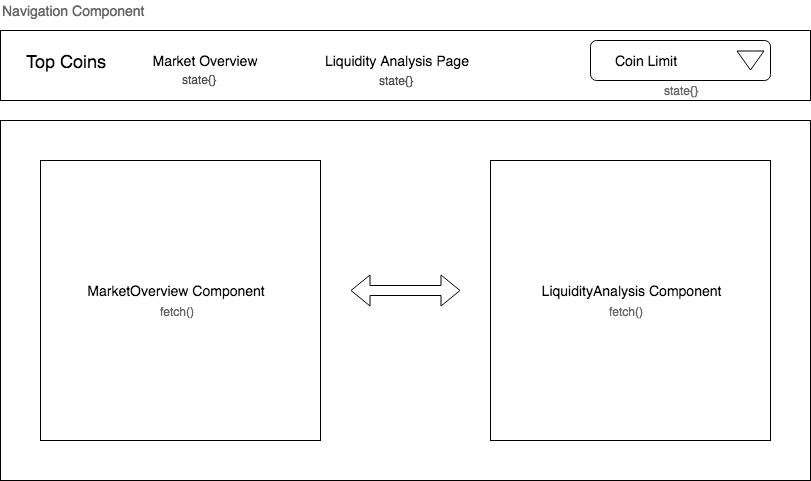 Navigation Component
Top Coins
Market Overview
state{}
Liquidity Analysis Page
state{}
Coin Limit
state{}
MarketOverview Component
fetch()
LiquidityAnalysis Component
fetch()